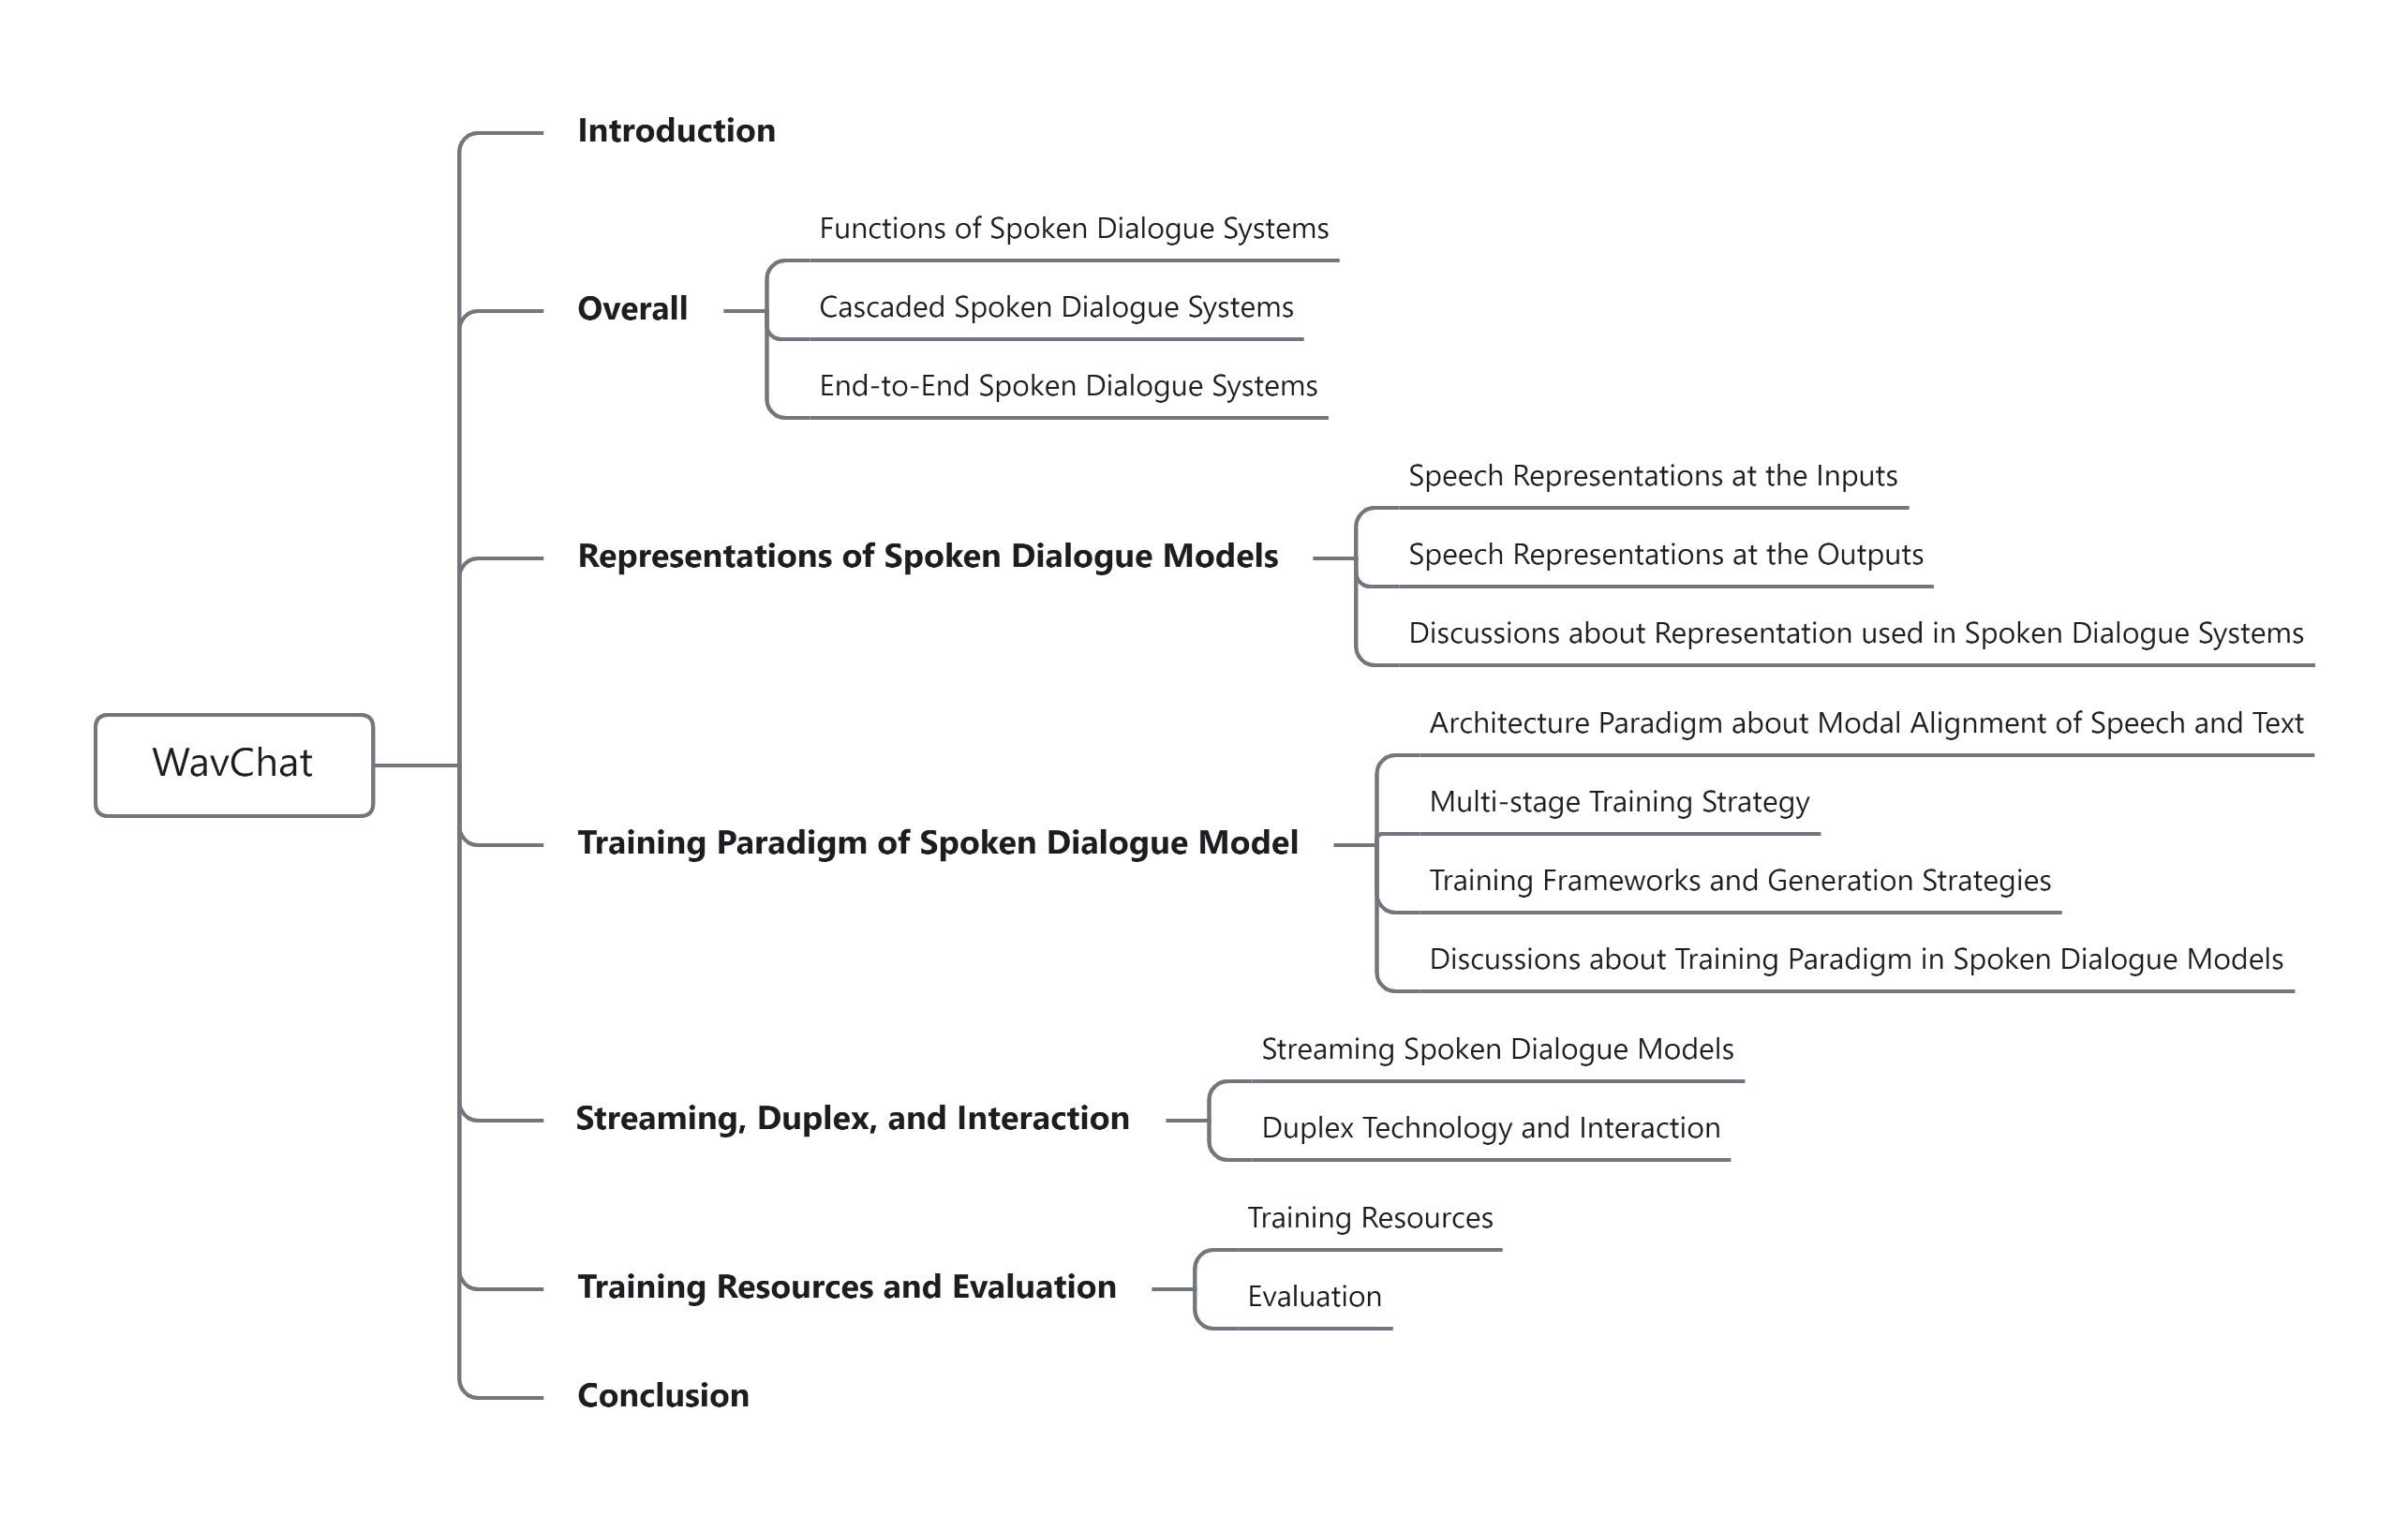 Introduction
Overall
Functions of Spoken Dialogue Systems
Cascaded Spoken Dialogue Systems
End-to-End Spoken Dialogue Systems
Representations of Spoken Dialogue Models
Speech Representations at the Inputs
Speech Representations at the Outputs
Discussions about Representation used in Spoken Dialogue Systems
WavChat
Training Paradigm of Spoken Dialogue Model
Architecture Paradigm about Modal Alignment of Speech and Text
Multi-stage Training Strategy
Training Frameworks and Generation Strategies
Discussions about Training Paradigm in Spoken Dialogue Models
Streaming, Duplex, and Interaction
Streaming Spoken Dialogue Models
Duplex Technology and Interaction
Training Resources and Evaluation
Training Resources
Evaluation
Conclusion